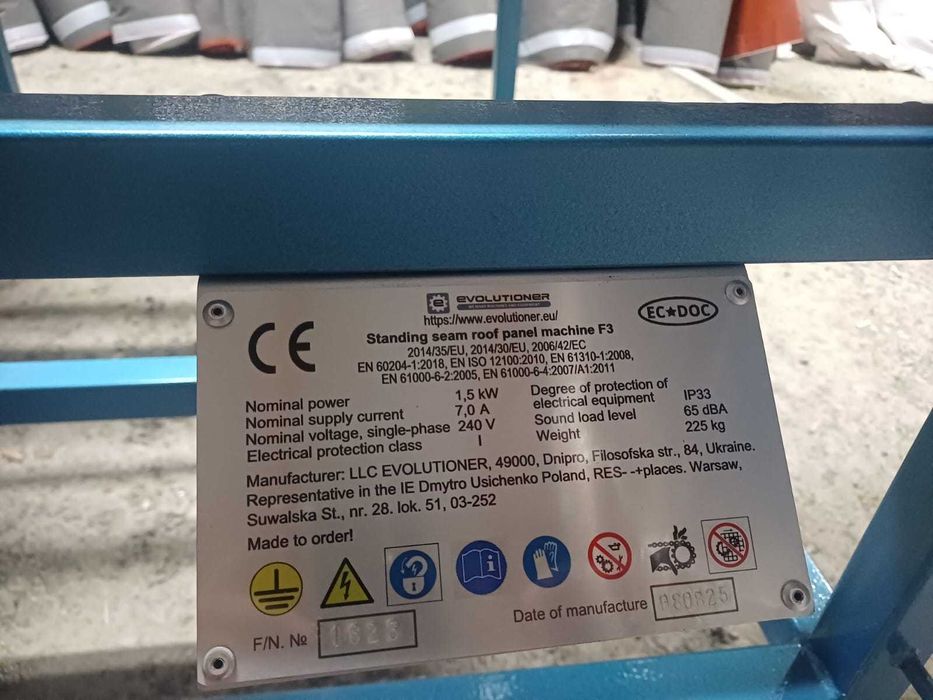 EVOLUTIONER
https://www.evolutioner.eu/
CE
EC★DOC
Standing seam roof panel machine F3
2014/35/EU, 2014/30/EU, 2006/42/EC
EN 60204-1:2018, EN ISO 12100:2010, EN 61310-1:2008,
EN 61000-6-2:2005, EN 61000-6-4:2007/A1:2011
Nominal power 1,5 kW
Nominal supply current 7,0 A
Nominal voltage, single-phase 240 V
Electrical protection class I
Degree of protection of
electrical equipment IP33
Sound load level 65 dBA
Weight 225 kg
Manufacturer: LLC EVOLUTIONER, 49000, Dnipro, Filosofska str., 84, Ukraine.
Representative in the IE Dmytro Usichenko Poland, RES- -+places. Warsaw,
Suwalska St., nr. 28. lok. 51, 03-252
Made to order!
F/N. №
Date of manufacture